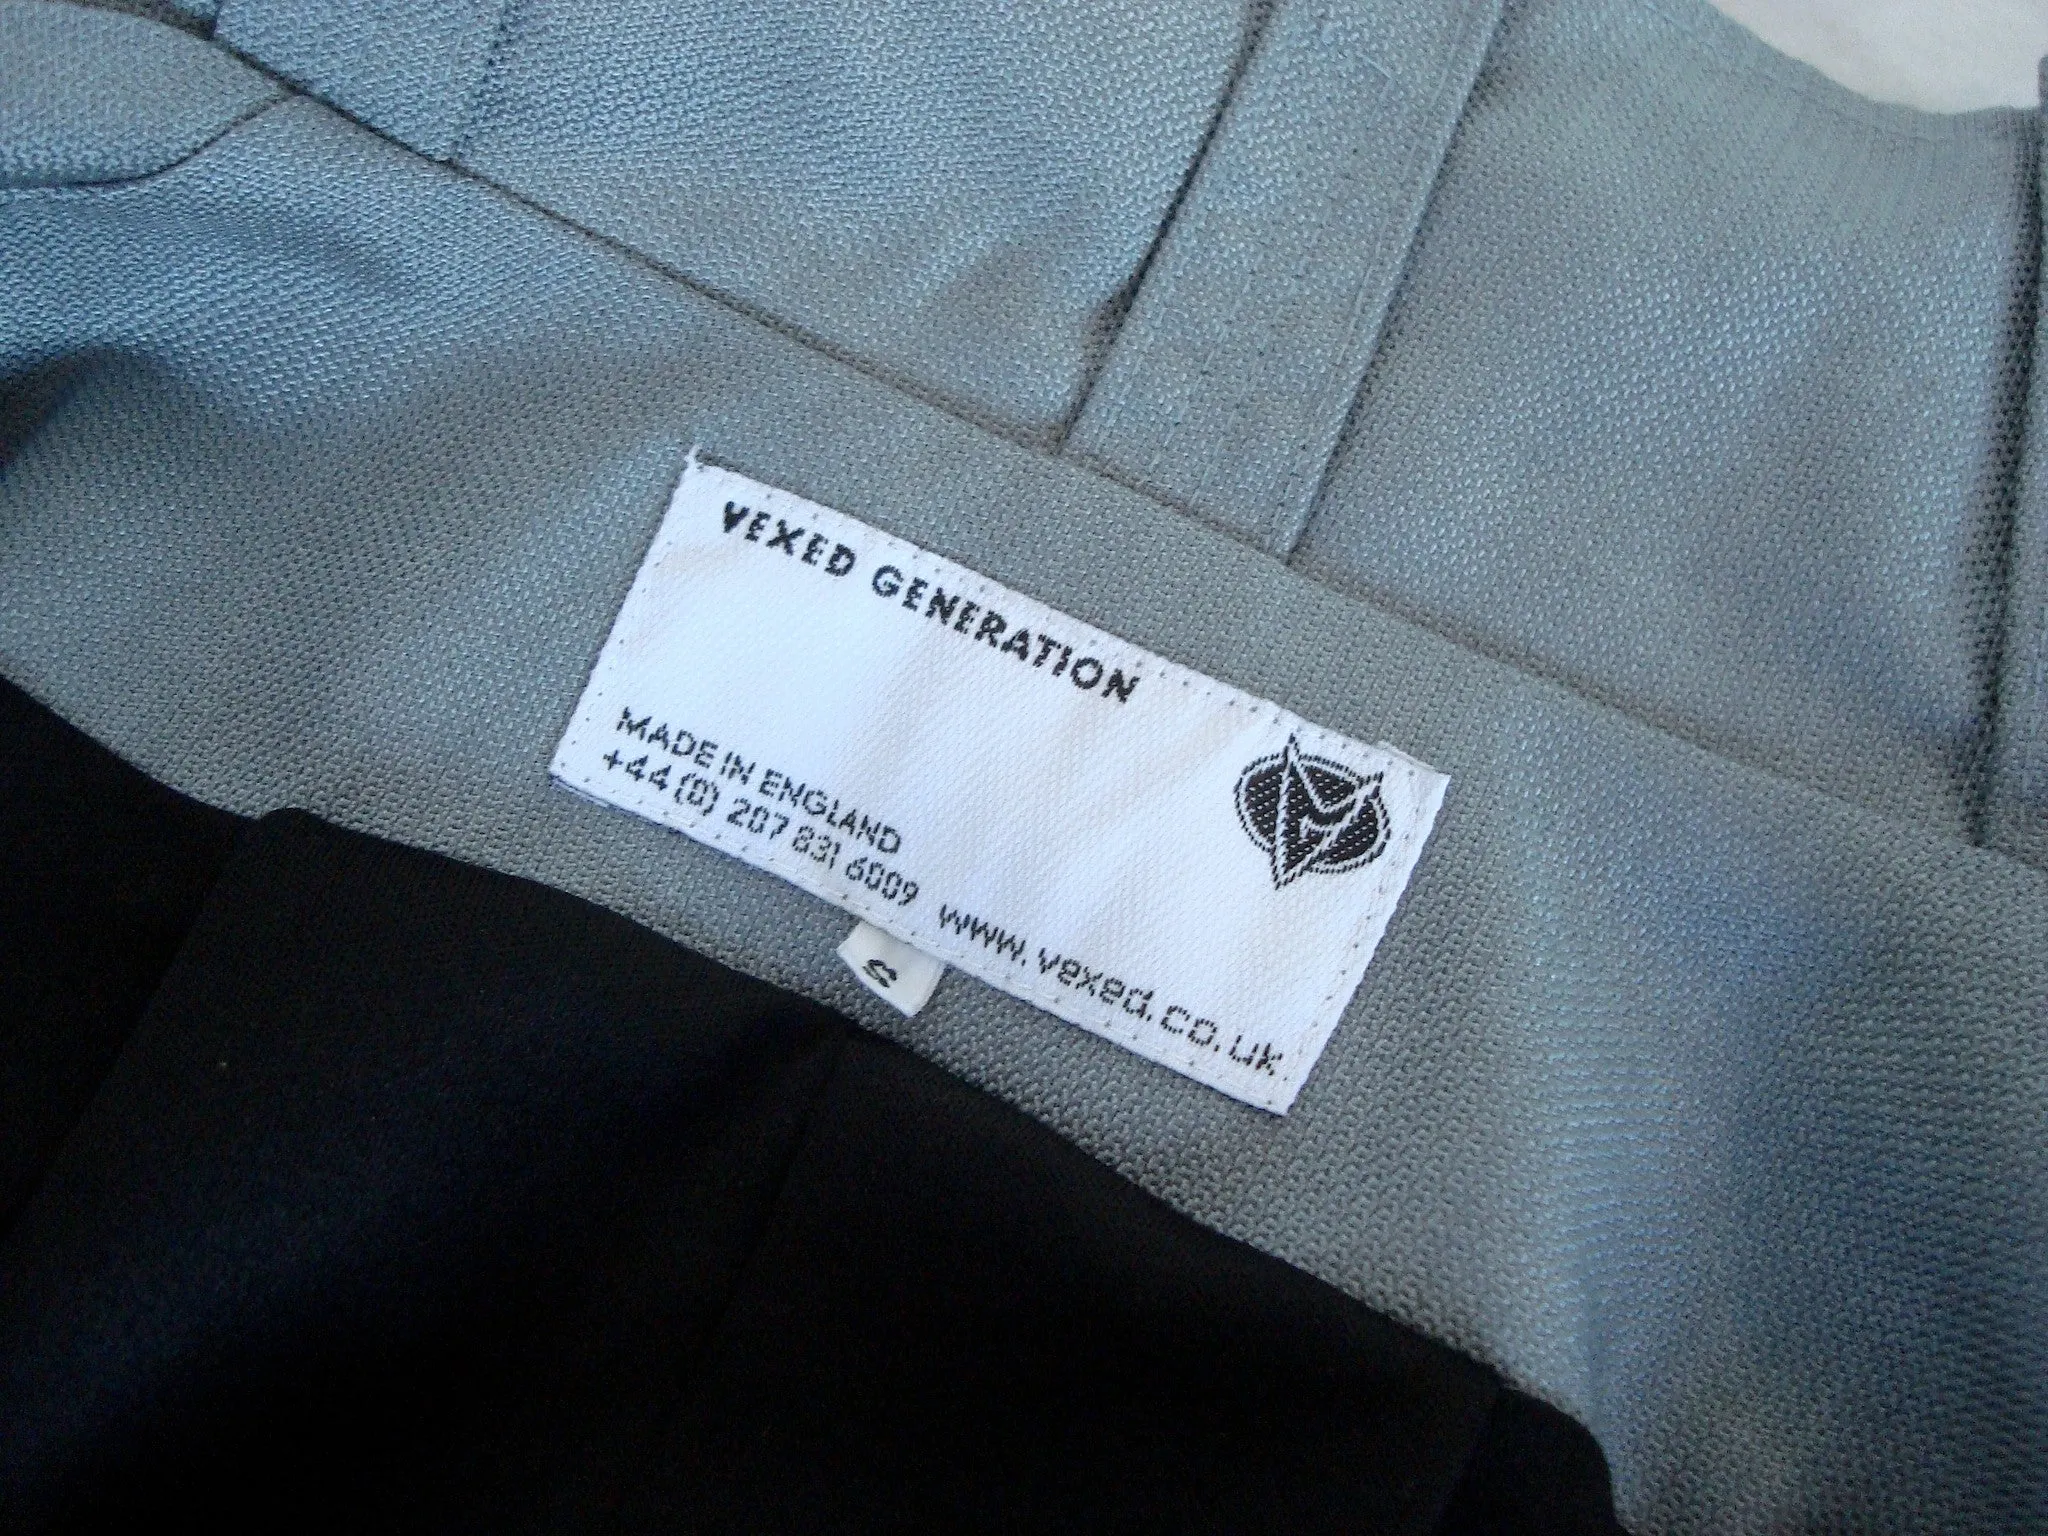 VEXED GENERATION
MADE IN ENGLAND
+44 (0) 207 831 6009 www.vexed.co.uk
S